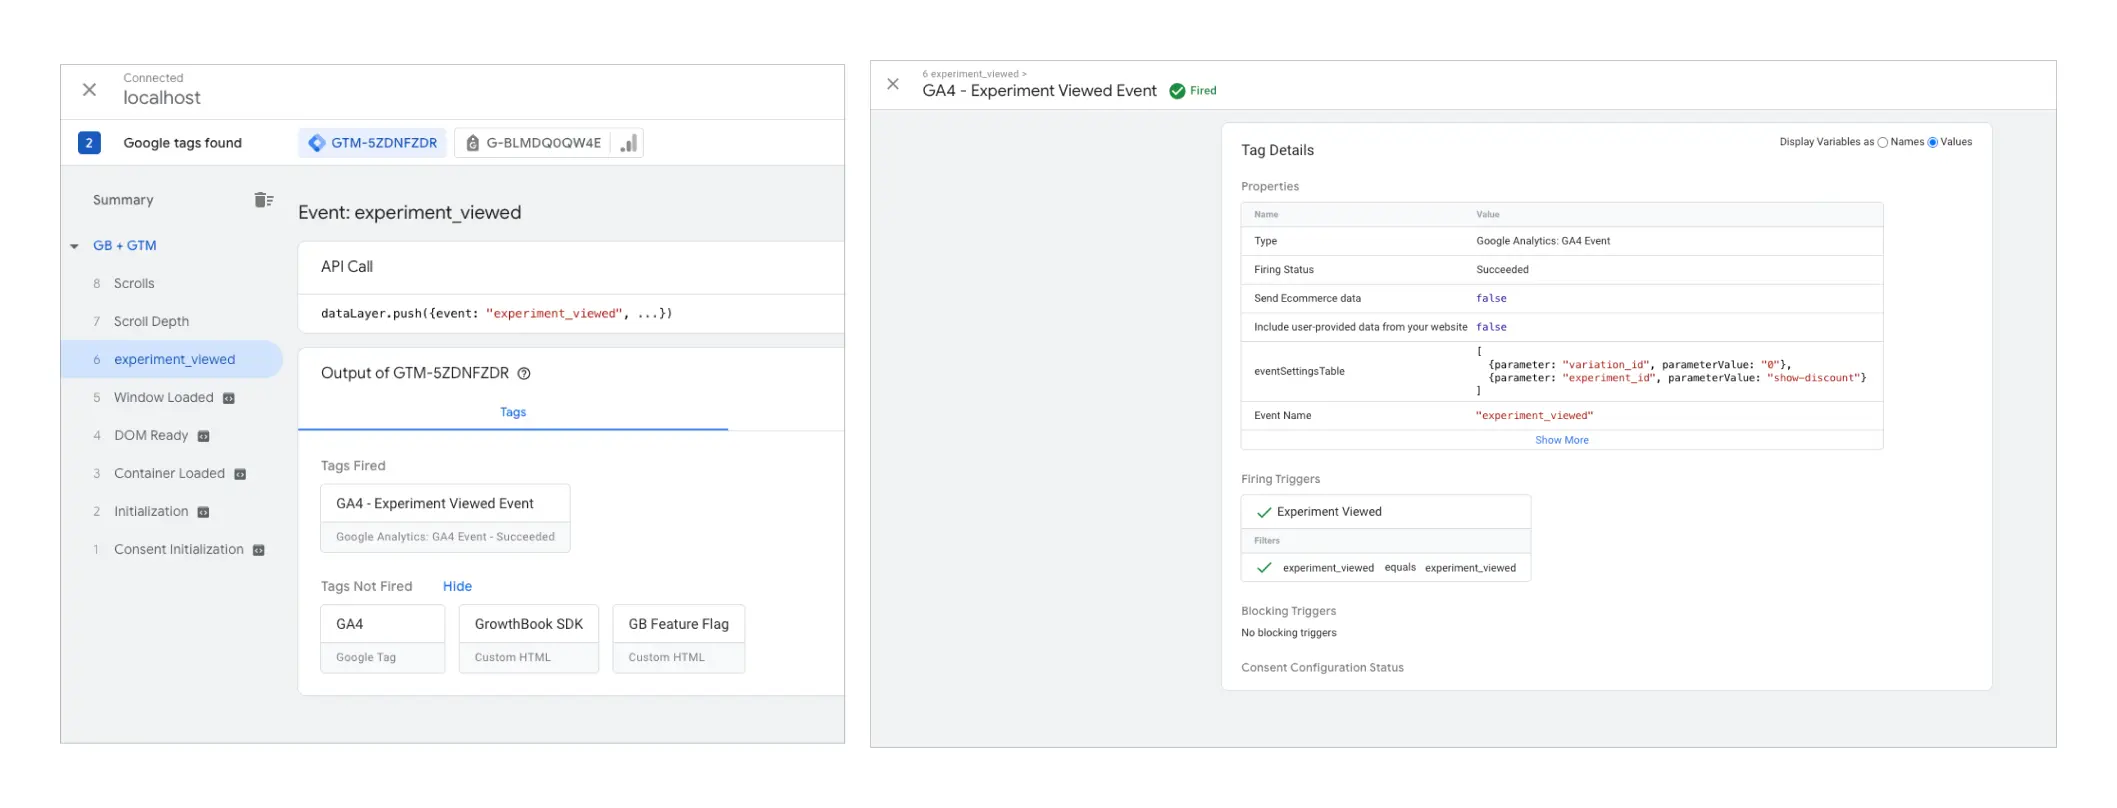 Connected
localhost
2 Google tags found GTM-5ZDNFZDR G-BLMDQ0QW4E
Summary
GB + GTM
8 Scrolls
7 Scroll Depth
6 experiment_viewed
5 Window Loaded
4 DOM Ready
3 Container Loaded
2 Initialization
1 Consent Initialization
Event: experiment_viewed
API Call
dataLayer.push({event: "experiment_viewed", ...})
Output of GTM-5ZDNFZDR
Tags
Tags Fired
GA4 - Experiment Viewed Event
Google Analytics: GA4 Event - Succeeded
Tags Not Fired Hide
GA4 GrowthBook SDK GB Feature Flag
Google Tag Custom HTML Custom HTML
6 experiment_viewed >
GA4 - Experiment Viewed Event Fired
Tag Details Display Variables as Names Values
Properties
Name Value
Type Google Analytics: GA4 Event
Firing Status Succeeded
Send Ecommerce data false
Include user-provided data from your website false
eventSettingsTable
[
{parameter: "variation_id", parameterValue: "0"},
{parameter: "experiment_id", parameterValue: "show-discount"}
]
Event Name "experiment_viewed"
Show More
Firing Triggers
Experiment Viewed
Filters
experiment_viewed equals experiment_viewed
Blocking Triggers
No blocking triggers
Consent Configuration Status